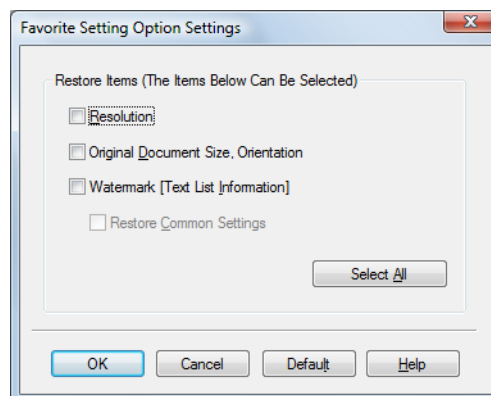 Favorite Setting Option Settings
Restore Items (The Items Below Can Be Selected)
Resolution
Original Document Size, Orientation
Watermark [Text List Information]
Restore Common Settings
Select All
OK Cancel Default Help